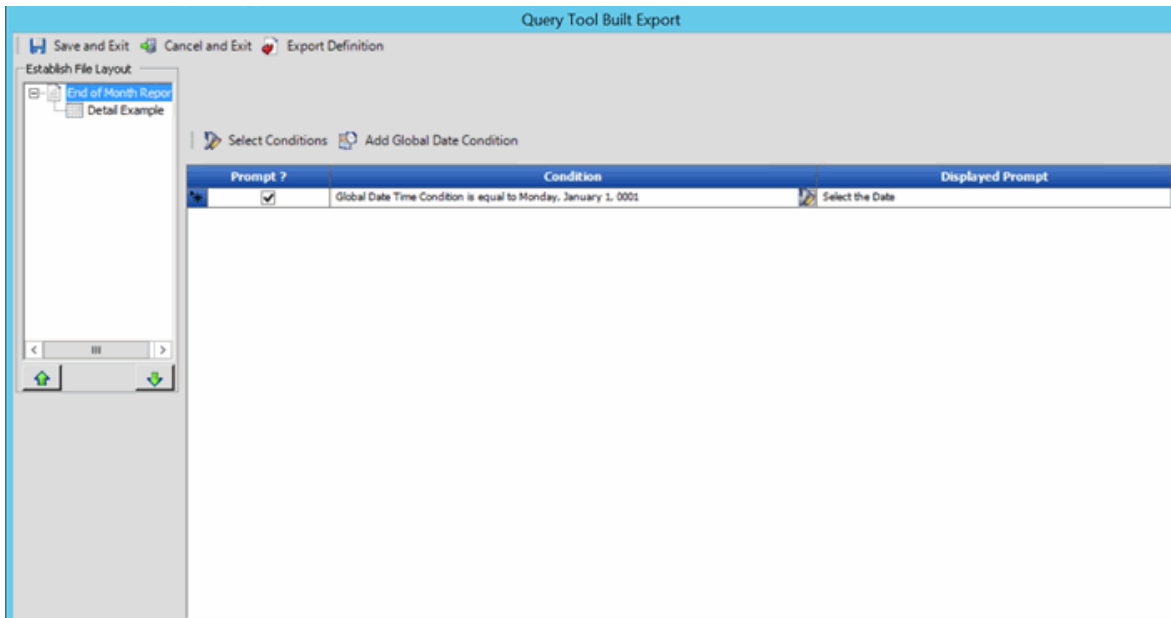 Query Tool Built Export
Save and Exit Cancel and Exit Export Definition
Establish File Layout
End of Month Repor
Detail Example
Select Conditions Add Global Date Condition
Prompt ? Condition Displayed Prompt
Global Date Time Condition is equal to Monday, January 1, 0001 Select the Date